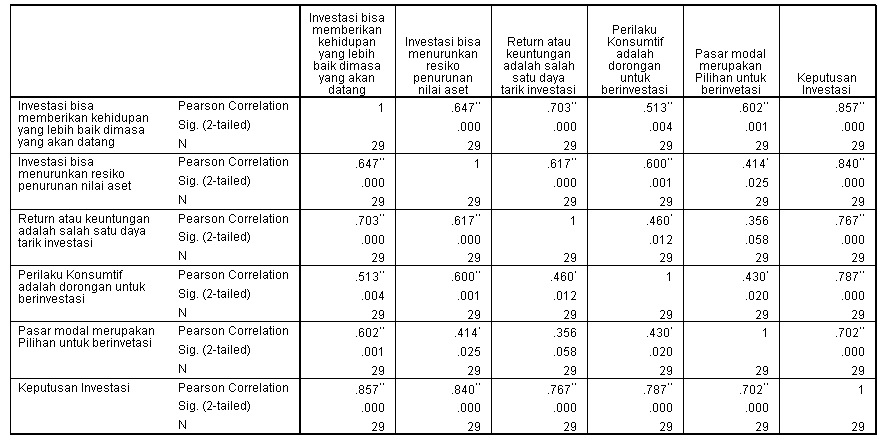 Investasi bisa memberikan kehidupan yang lebih baik dimasa yang akan datang
Investasi bisa menurunkan resiko penurunan nilai aset
Return atau keuntungan adalah salah satu daya tarik investasi
Perilaku Konsumtif adalah dorongan untuk berinvestasi
Pasar modal merupakan Pilihan untuk berinvetasi
Keputusan Investasi
Investasi bisa memberikan kehidupan yang lebih baik dimasa yang akan datang
Pearson Correlation 1 .647** .703** .513** .602** .857**
Sig. (2-tailed) .000 .000 .004 .001 .000
N 29 29 29 29 29 29
Investasi bisa menurunkan resiko penurunan nilai aset
Pearson Correlation .647** 1 .617** .600** .414* .840**
Sig. (2-tailed) .000 .000 .001 .025 .000
N 29 29 29 29 29 29
Return atau keuntungan adalah salah satu daya tarik investasi
Pearson Correlation .703** .617** 1 .460* .356 .767**
Sig. (2-tailed) .000 .000 .012 .058 .000
N 29 29 29 29 29 29
Perilaku Konsumtif adalah dorongan untuk berinvestasi
Pearson Correlation .513** .600** .460* 1 .430* .787**
Sig. (2-tailed) .004 .001 .012 .020 .000
N 29 29 29 29 29 29
Pasar modal merupakan Pilihan untuk berinvetasi
Pearson Correlation .602** .414* .356 .430* 1 .702**
Sig. (2-tailed) .001 .025 .058 .020 .000
N 29 29 29 29 29 29
Keputusan Investasi
Pearson Correlation .857** .840** .767** .787** .702** 1
Sig. (2-tailed) .000 .000 .000 .000 .000
N 29 29 29 29 29 29